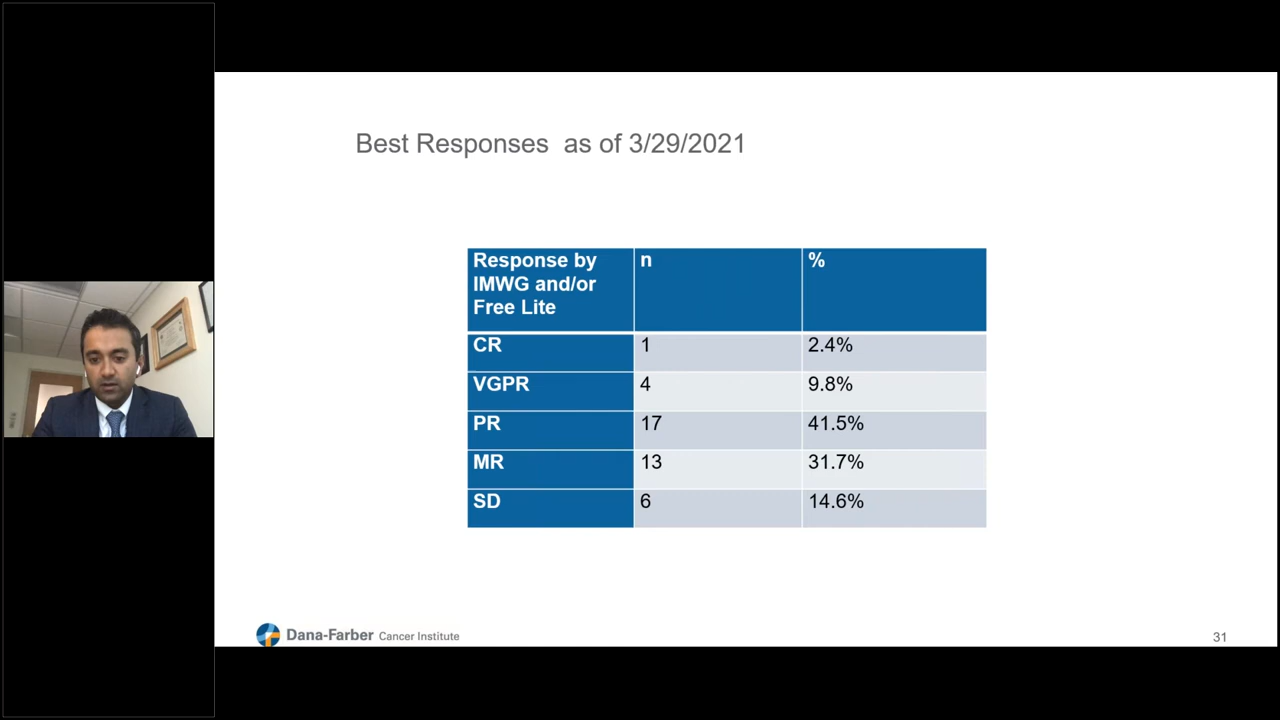 Best Responses as of 3/29/2021
Response by IMWG and/or Free Lite n %
CR 1 2.4%
VGPR 4 9.8%
PR 17 41.5%
MR 13 31.7%
SD 6 14.6%
Dana-Farber Cancer Institute
31